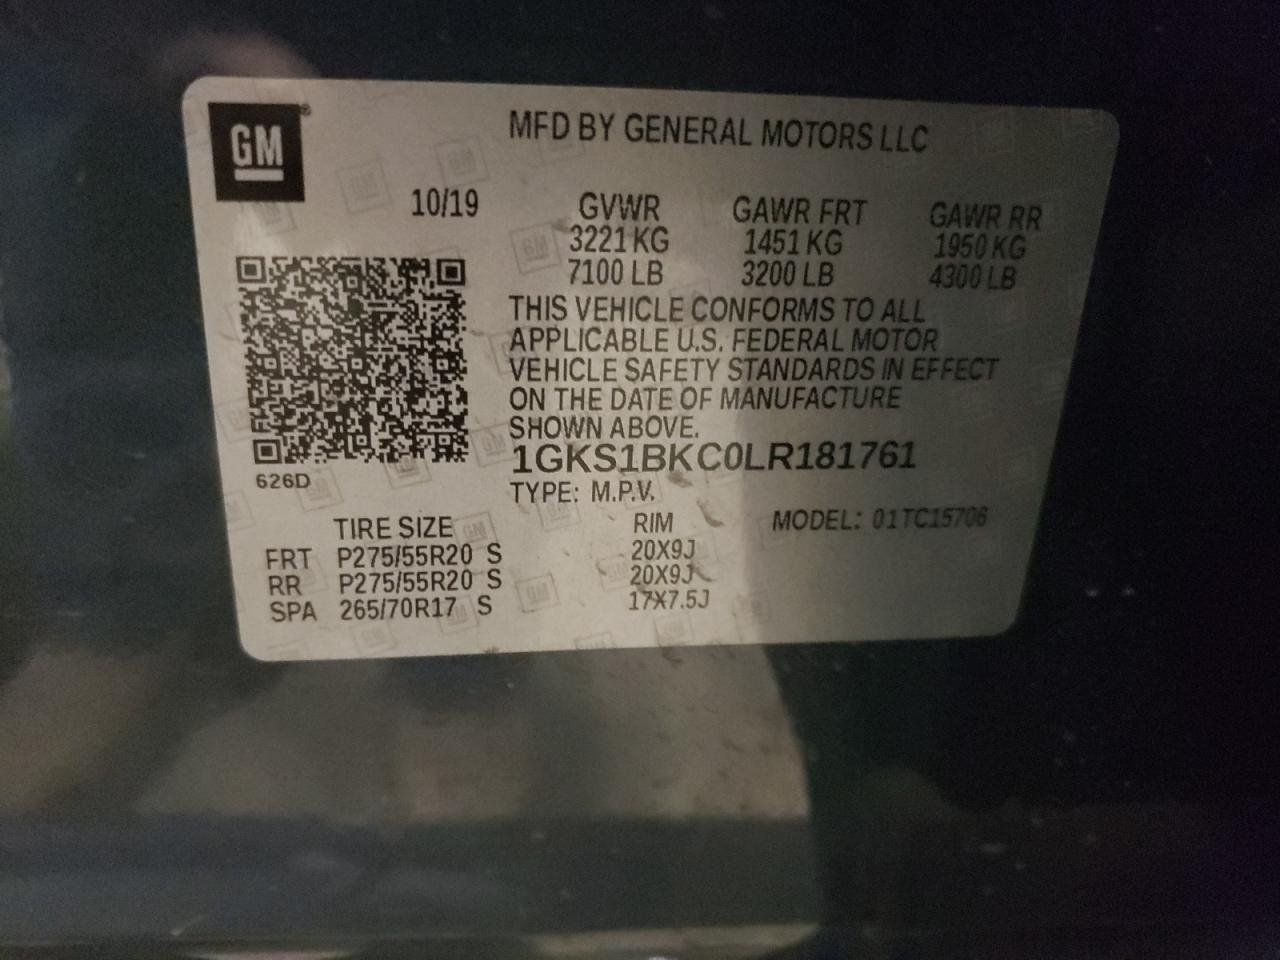 GM
MFD BY GENERAL MOTORS LLC
10/19
GVWR GAWR FRT GAWR RR
3221 KG 1451 KG 1950 KG
7100 LB 3200 LB 4300 LB
THIS VEHICLE CONFORMS TO ALL
APPLICABLE U.S. FEDERAL MOTOR
VEHICLE SAFETY STANDARDS IN EFFECT
ON THE DATE OF MANUFACTURE
SHOWN ABOVE.
1GKS1BKC0LR181761
626D
TYPE: M.P.V.
TIRE SIZE RIM MODEL: 01TC15706
FRT P275/55R20 S 20X9J
RR P275/55R20 S 20X9J
SPA 265/70R17 S 17X7.5J